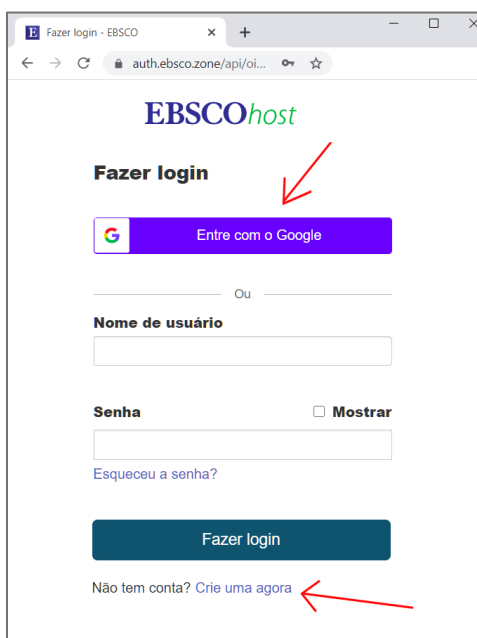 Fazer login - EBSCO
auth.ebsco.zone/api/oi...
EBSCOhost
Fazer login
Entre com o Google
Ou
Nome de usuário
Senha
Mostrar
Esqueceu a senha?
Fazer login
Não tem conta? Crie uma agora